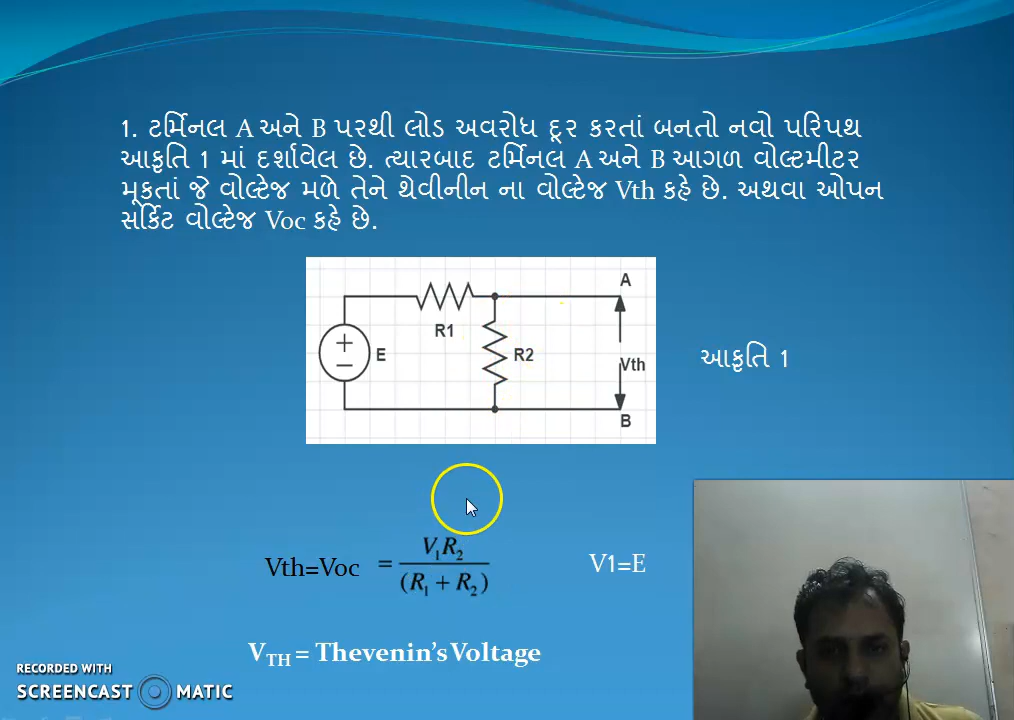 1. ટર્મિનલ A અને B પરથી લોડ અવરોધ દૂર કરતાં બનતો નવો પરિપથ
આકૃતિ 1 માં દર્શાવેલ છે. ત્યારબાદ ટર્મિનલ A અને B આગળ વોલ્ટમીટર
મૂકતાં જે વોલ્ટેજ મળે તેને થેવીનીન ના વોલ્ટેજ Vth કહે છે. અથવા ઓપન
સર્કિટ વોલ્ટેજ Voc કહે છે.
A
R1
E
R2
Vth
B
આકૃતિ 1
Vth=Voc = V₁R₂ / (R₁ + R₂)
V1=E
V_TH = Thevenin's Voltage
RECORDED WITH
SCREENCAST MATIC